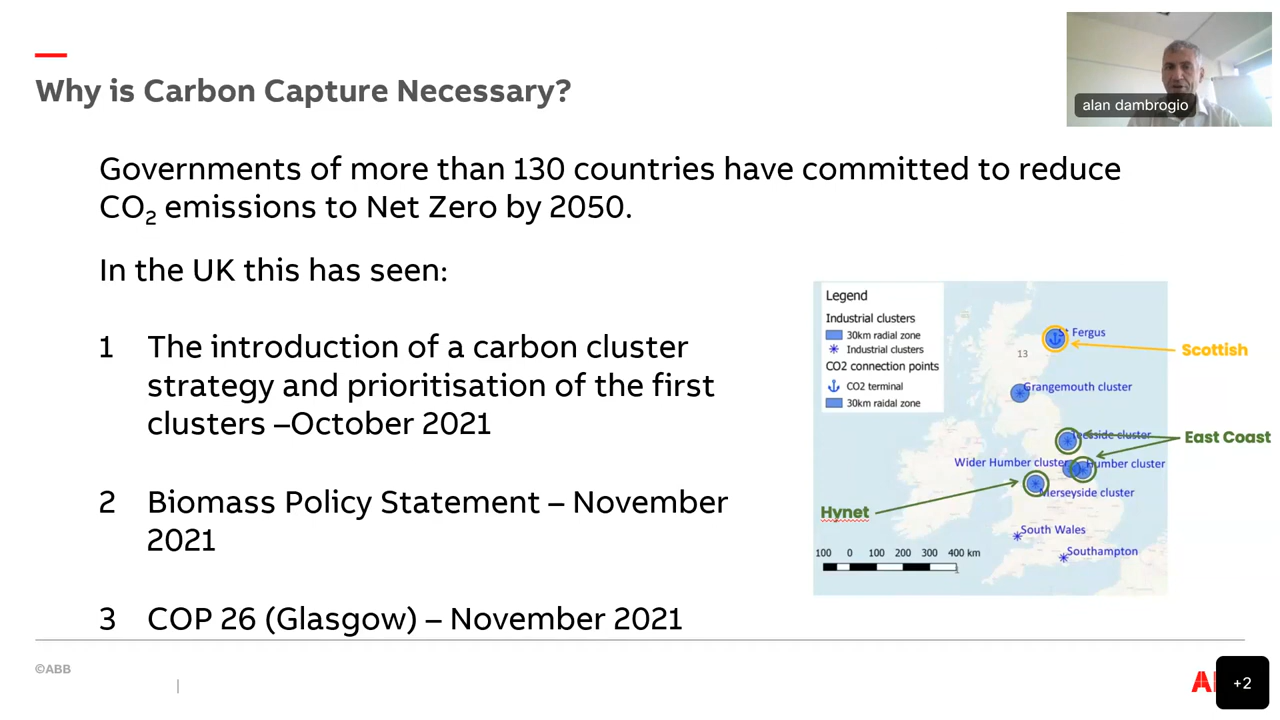 Why is Carbon Capture Necessary?
alan dambrogio
Governments of more than 130 countries have committed to reduce
CO₂ emissions to Net Zero by 2050.
In the UK this has seen:
1 The introduction of a carbon cluster
strategy and prioritisation of the first
clusters –October 2021
2 Biomass Policy Statement – November
2021
3 COP 26 (Glasgow) – November 2021
Legend
Industrial clusters
30km radial zone
Industrial clusters
CO2 connection points
CO2 terminal
30km raidal zone
St Fergus
Scottish
13
Grangemouth cluster
Teesside cluster
East Coast
Wider Humber cluster
Humber cluster
Merseyside cluster
Hynet
South Wales
Southampton
100 0 100 200 300 400 km
©ABB
+2